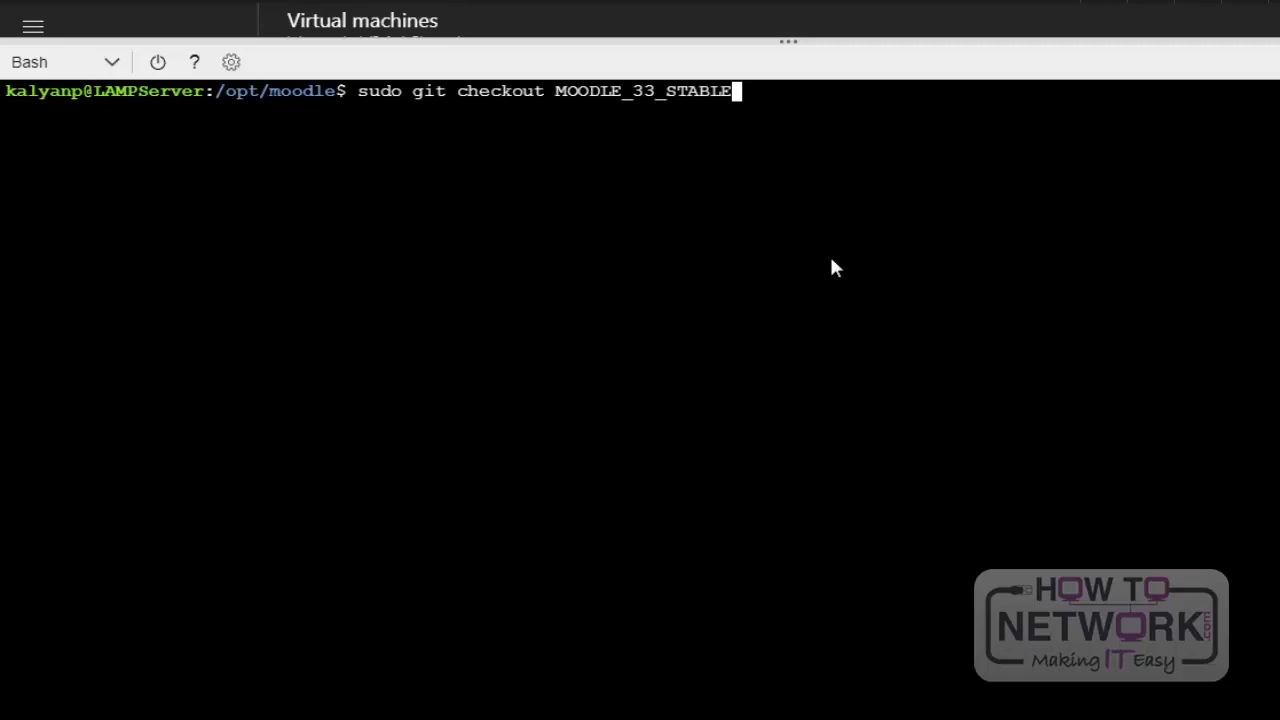 Virtual machines
Bash
?
kalyanp@LAMPServer:/opt/moodle$ sudo git checkout MOODLE_33_STABLE
HOW TO
NETWORK.com
Making IT Easy